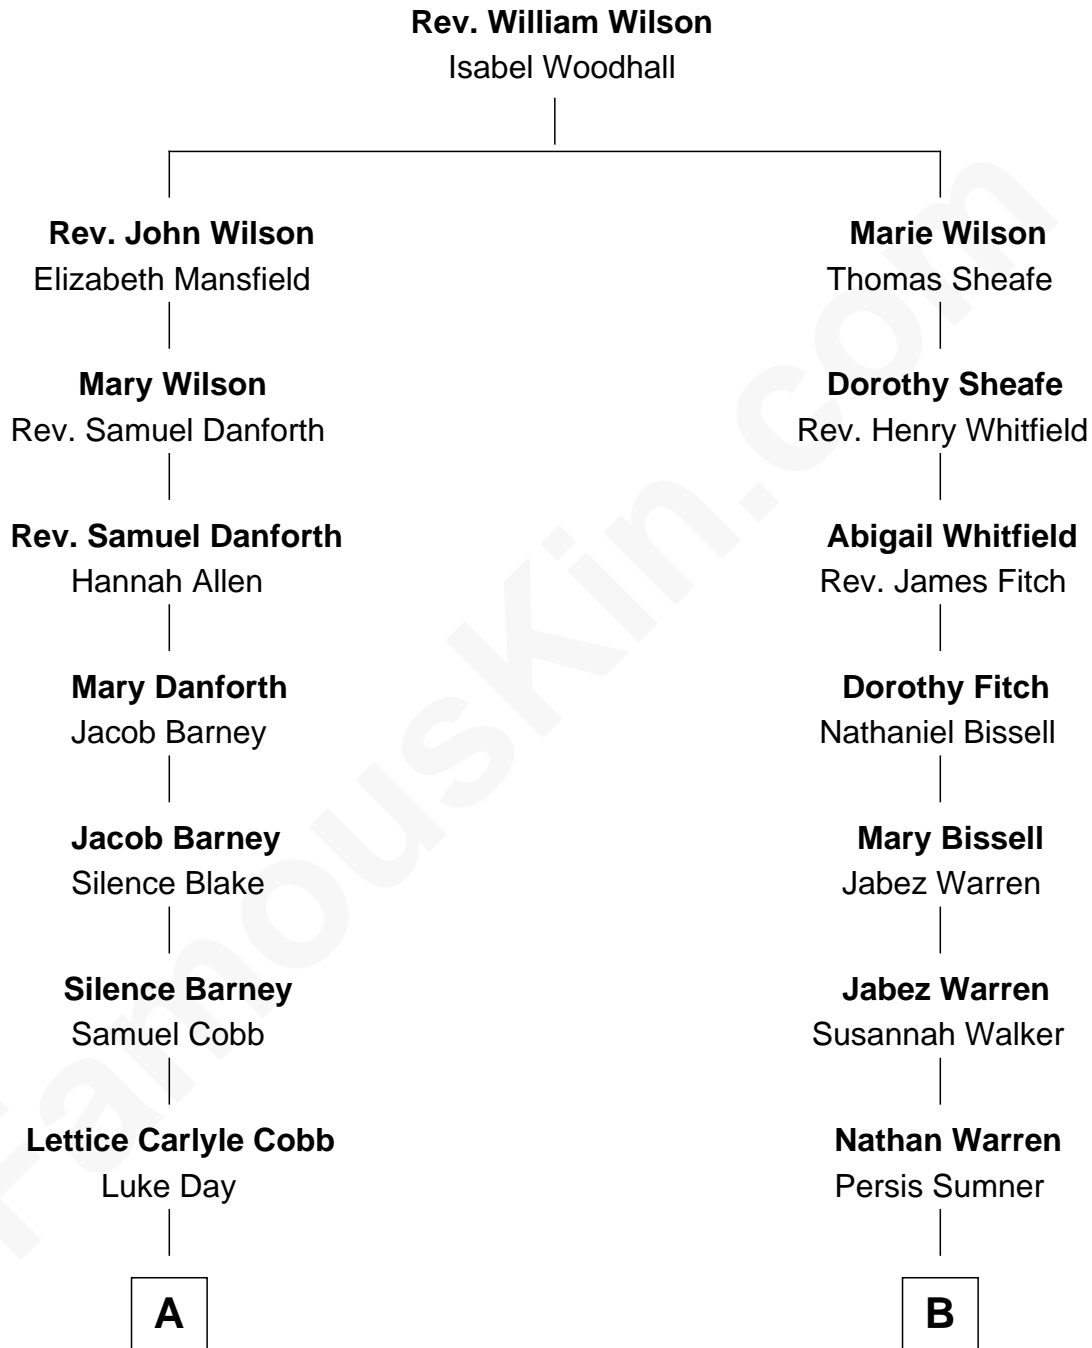 Rev. William Wilson
Isabel Woodhall
Rev. John Wilson
Elizabeth Mansfield
Marie Wilson
Thomas Sheafe
Mary Wilson
Rev. Samuel Danforth
Dorothy Sheafe
Rev. Henry Whitfield
Rev. Samuel Danforth
Hannah Allen
Abigail Whitfield
Rev. James Fitch
Mary Danforth
Jacob Barney
Dorothy Fitch
Nathaniel Bissell
Jacob Barney
Silence Blake
Mary Bissell
Jabez Warren
Silence Barney
Samuel Cobb
Jabez Warren
Susannah Walker
Lettice Carlyle Cobb
Luke Day
Nathan Warren
Persis Sumner
A
B
FamousKin.com